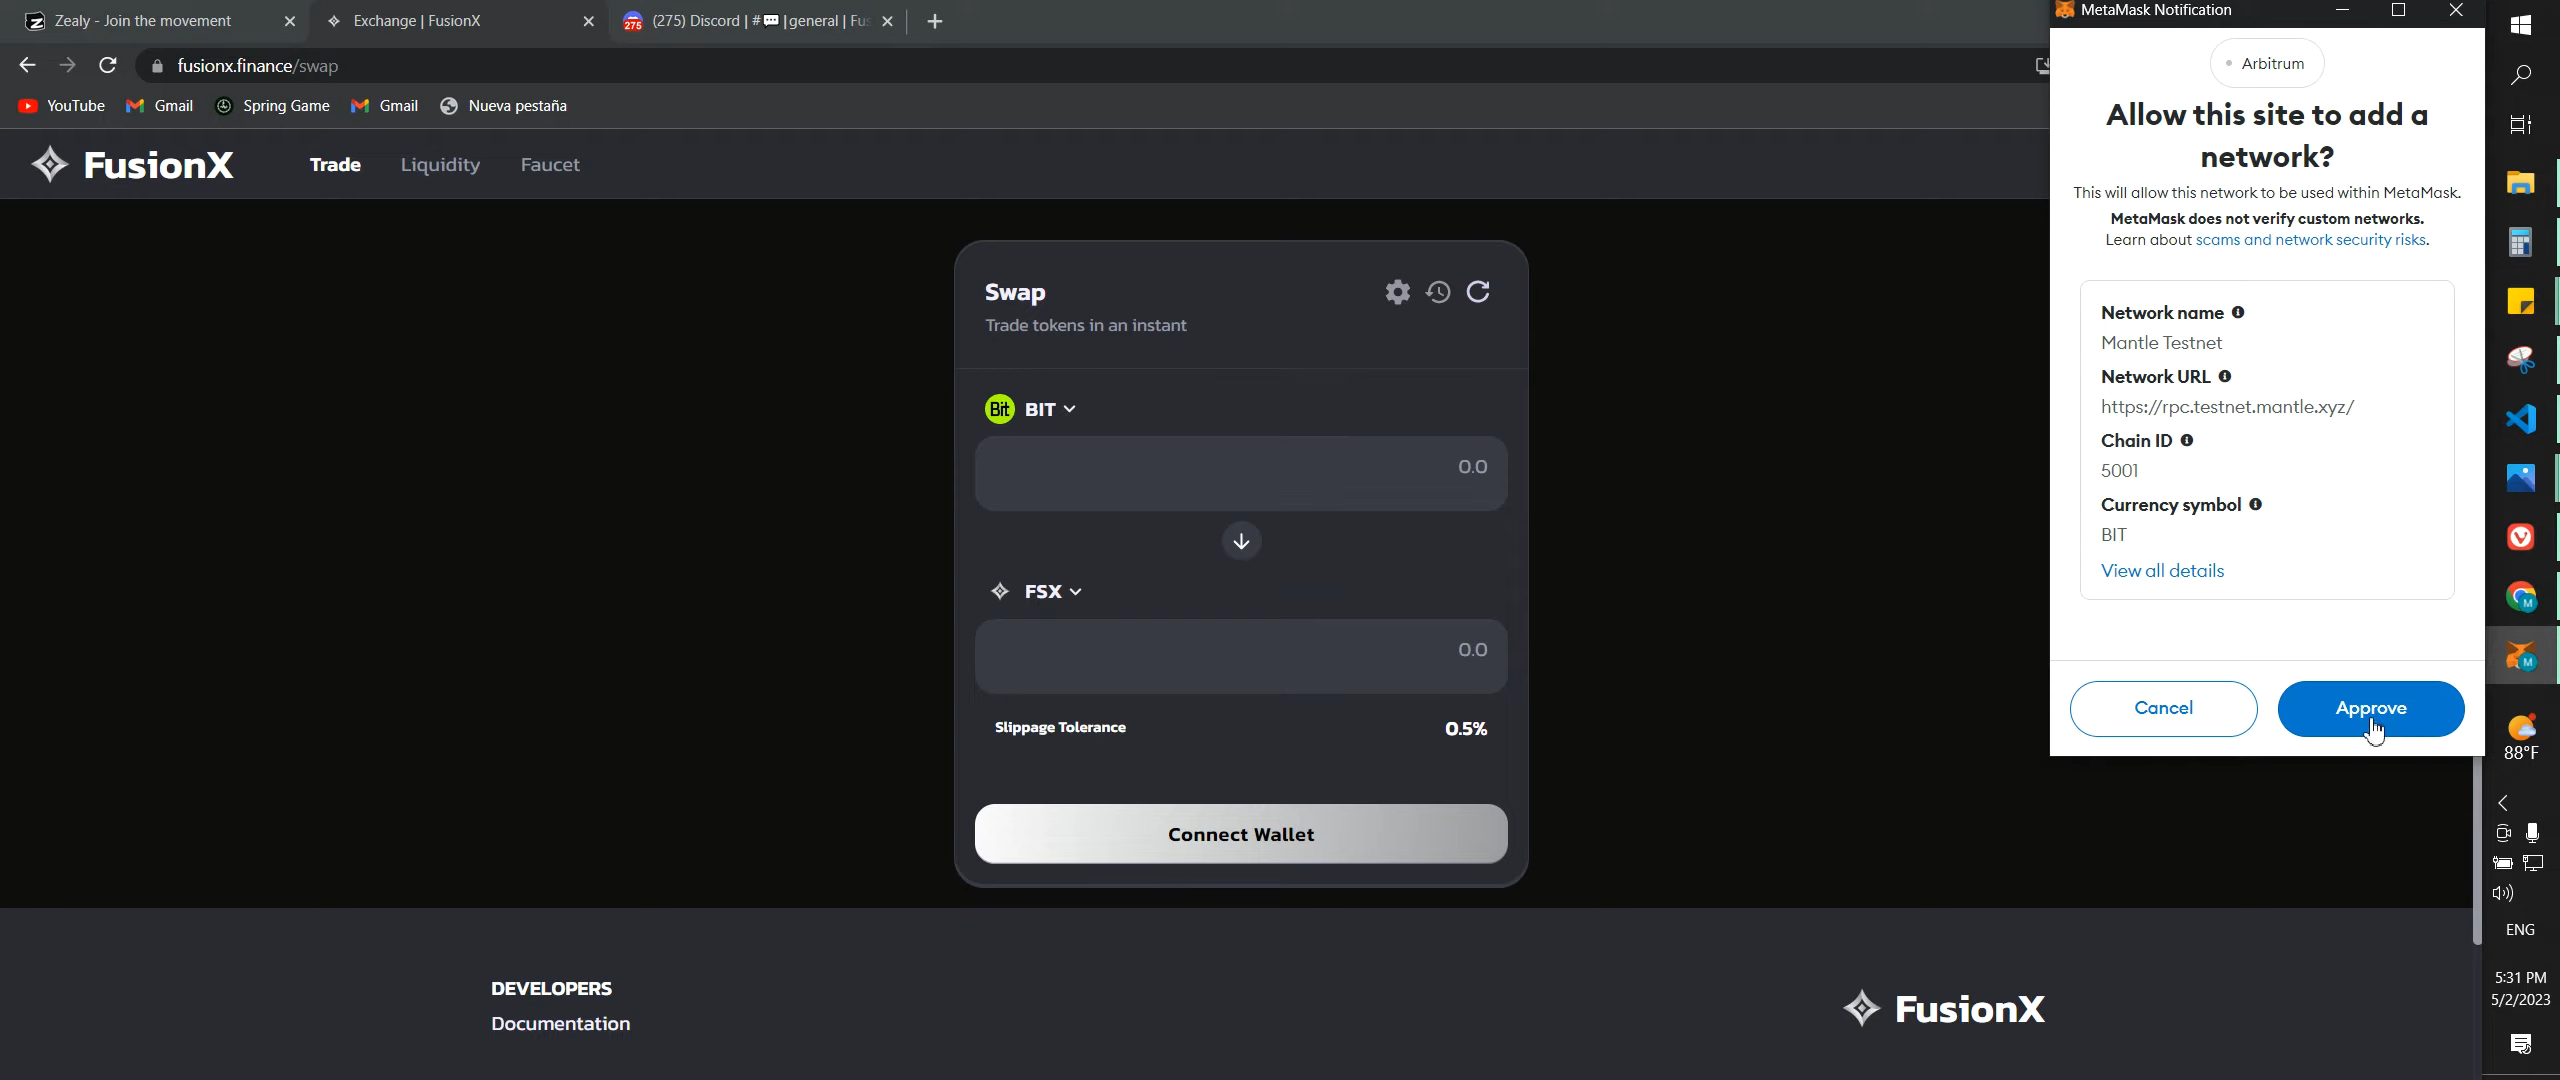 Zealy - Join the movement
Exchange | FusionX
275
(275) Discord | #💬 |general | Fus
fusionx.finance/swap
YouTube
Gmail
Spring Game
Gmail
Nueva pestaña
FusionX
Trade
Liquidity
Faucet
Swap
Trade tokens in an instant
Bit
BIT
0.0
FSX
0.0
Slippage Tolerance
0.5%
Connect Wallet
DEVELOPERS
Documentation
FusionX
MetaMask Notification
Arbitrum
Allow this site to add a
network?
This will allow this network to be used within MetaMask.
MetaMask does not verify custom networks.
Learn about scams and network security risks.
Network name
Mantle Testnet
Network URL
https://rpc.testnet.mantle.xyz/
Chain ID
5001
Currency symbol
BIT
View all details
Cancel
Approve
M
M
88°F
ENG
5:31 PM
5/2/2023